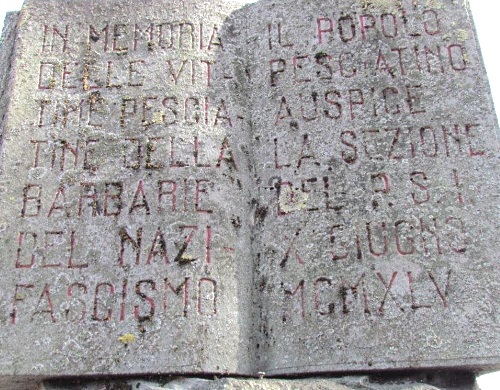 IN MEMORIA
DELLE VIT-
TIME PESCIA-
TINE DELLA
BARBARIE
DEL NAZI-
FASCISMO
IL POPOLO
PESCIATINO
AUSPICE
LA SEZIONE
DEL P.S.I.
X GIUGNO
MCMXLV